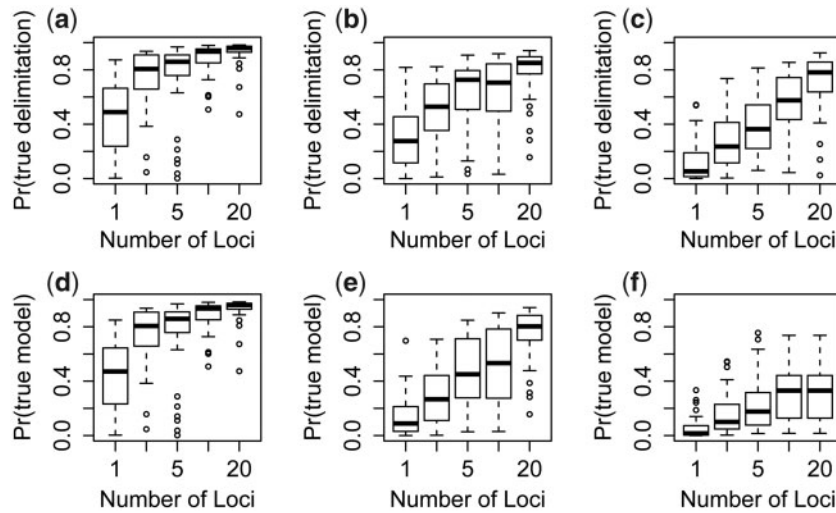 (a)
Pr(true delimitation)
0.0 0.4 0.8
1 5 20
Number of Loci
(b)
Pr(true delimitation)
0.0 0.4 0.8
1 5 20
Number of Loci
(c)
Pr(true delimitation)
0.0 0.4 0.8
1 5 20
Number of Loci
(d)
Pr(true model)
0.0 0.4 0.8
1 5 20
Number of Loci
(e)
Pr(true model)
0.0 0.4 0.8
1 5 20
Number of Loci
(f)
Pr(true model)
0.0 0.4 0.8
1 5 20
Number of Loci